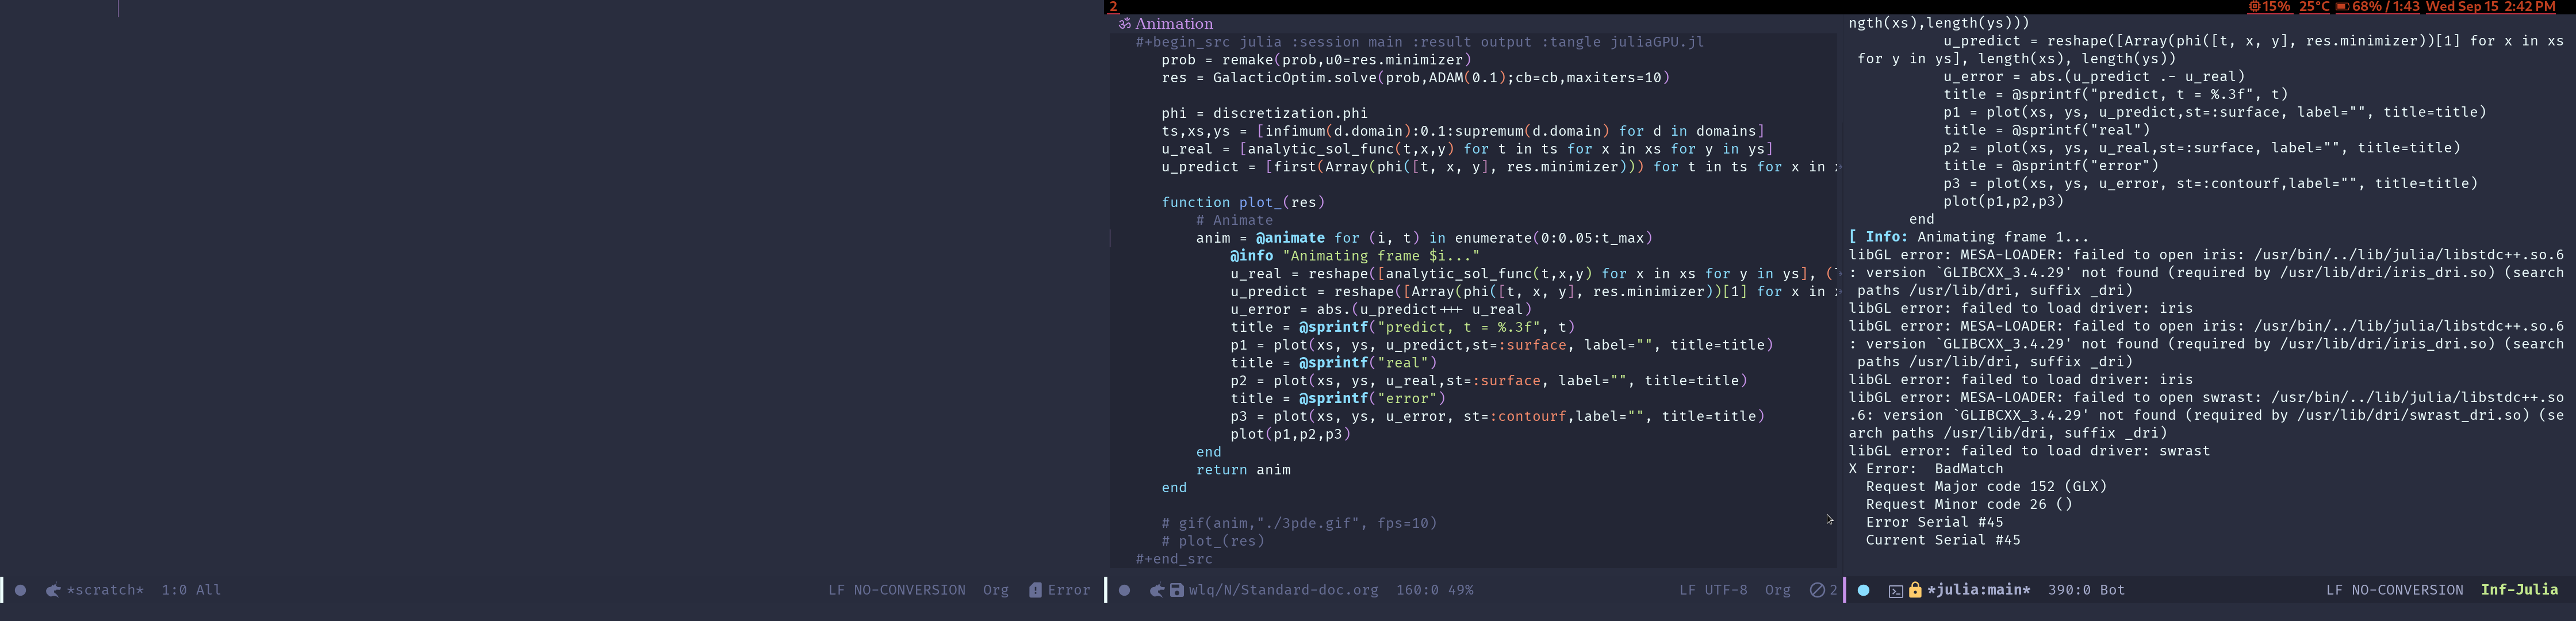 2
15% 25°C 68% / 1:43 Wed Sep 15 2:42 PM
ॐ Animation
#+begin_src julia :session main :result output :tangle juliaGPU.jl
prob = remake(prob,u0=res.minimizer)
res = GalacticOptim.solve(prob,ADAM(0.1);cb=cb,maxiters=10)
phi = discretization.phi
ts,xs,ys = [infimum(d.domain):0.1:supremum(d.domain) for d in domains]
u_real = [analytic_sol_func(t,x,y) for t in ts for x in xs for y in ys]
u_predict = [first(Array(phi([t, x, y], res.minimizer))) for t in ts for x in
function plot_(res)
# Animate
anim = @animate for (i, t) in enumerate(0:0.05:t_max)
@info "Animating frame $i..."
u_real = reshape([analytic_sol_func(t,x,y) for x in xs for y in ys], (
u_predict = reshape([Array(phi([t, x, y], res.minimizer))[1] for x in
u_error = abs.(u_predict u_real)
title = @sprintf("predict, t = %.3f", t)
p1 = plot(xs, ys, u_predict,st=:surface, label="", title=title)
title = @sprintf("real")
p2 = plot(xs, ys, u_real,st=:surface, label="", title=title)
title = @sprintf("error")
p3 = plot(xs, ys, u_error, st=:contourf,label="", title=title)
plot(p1,p2,p3)
end
return anim
end
# gif(anim,"./3pde.gif", fps=10)
# plot_(res)
#+end_src
ngth(xs),length(ys)))
u_predict = reshape([Array(phi([t, x, y], res.minimizer))[1] for x in xs
for y in ys], length(xs), length(ys))
u_error = abs.(u_predict .- u_real)
title = @sprintf("predict, t = %.3f", t)
p1 = plot(xs, ys, u_predict,st=:surface, label="", title=title)
title = @sprintf("real")
p2 = plot(xs, ys, u_real,st=:surface, label="", title=title)
title = @sprintf("error")
p3 = plot(xs, ys, u_error, st=:contourf,label="", title=title)
plot(p1,p2,p3)
end
[ Info: Animating frame 1...
libGL error: MESA-LOADER: failed to open iris: /usr/bin/../lib/julia/libstdc++.so.6
: version `GLIBCXX_3.4.29' not found (required by /usr/lib/dri/iris_dri.so) (search
paths /usr/lib/dri, suffix _dri)
libGL error: failed to load driver: iris
libGL error: MESA-LOADER: failed to open iris: /usr/bin/../lib/julia/libstdc++.so.6
: version `GLIBCXX_3.4.29' not found (required by /usr/lib/dri/iris_dri.so) (search
paths /usr/lib/dri, suffix _dri)
libGL error: failed to load driver: iris
libGL error: MESA-LOADER: failed to open swrast: /usr/bin/../lib/julia/libstdc++.so
.6: version `GLIBCXX_3.4.29' not found (required by /usr/lib/dri/swrast_dri.so) (se
arch paths /usr/lib/dri, suffix _dri)
libGL error: failed to load driver: swrast
X Error:  BadMatch
Request Major code 152 (GLX)
Request Minor code 26 ()
Error Serial #45
Current Serial #45
*scratch* 1:0 All LF NO-CONVERSION Org Error
wlq/N/Standard-doc.org 160:0 49% LF UTF-8 Org 2
*julia:main* 390:0 Bot LF NO-CONVERSION Inf-Julia